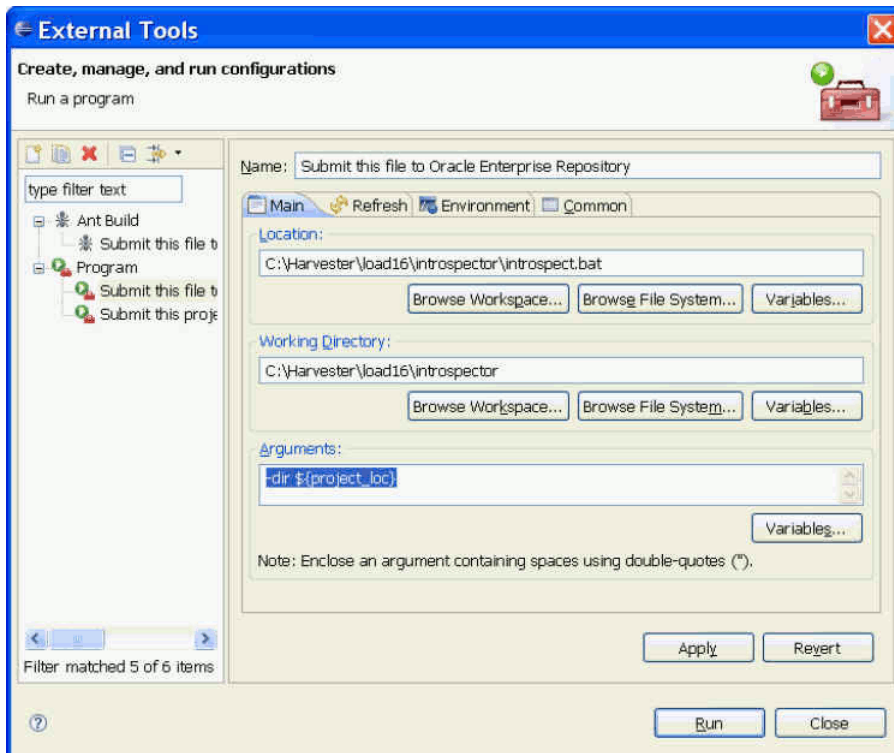 External Tools
Create, manage, and run configurations
Run a program
type filter text
Ant Build
Submit this file t
Program
Submit this file to
Submit this proje
Filter matched 5 of 6 items
Name: Submit this file to Oracle Enterprise Repository
Main Refresh Environment Common
Location:
C:\Harvester\load16\introspector\introspect.bat
Browse Workspace... Browse File System... Variables...
Working Directory:
C:\Harvester\load16\introspector
Browse Workspace... Browse File System... Variables...
Arguments:
-dir ${project_loc}
Variables...
Note: Enclose an argument containing spaces using double-quotes (").
Apply Revert
? Run Close